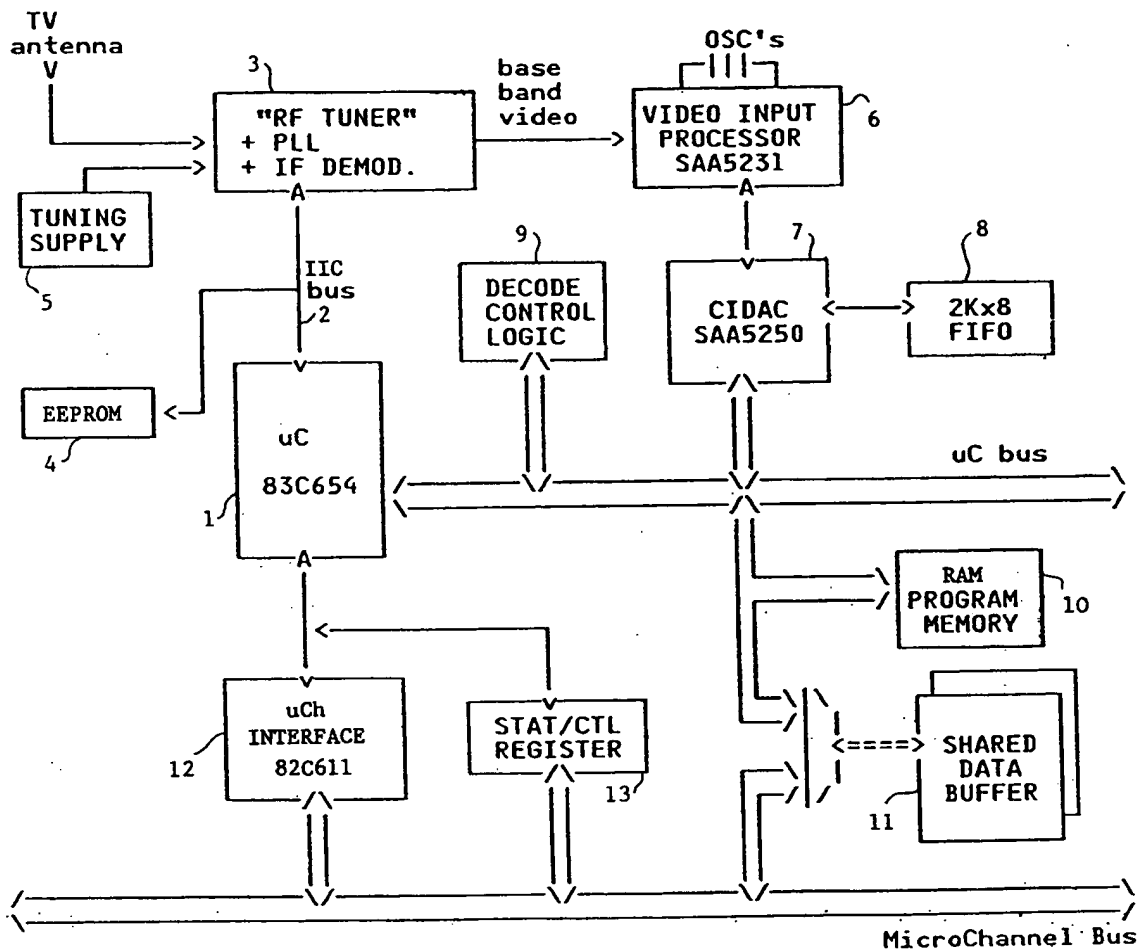 TV
antenna
3
"RF TUNER"
+ PLL
+ IF DEMOD.
base
band
video
OSC's
VIDEO INPUT
PROCESSOR
SAA5231
6
TUNING
SUPPLY
5
IIC
bus
2
9
DECODE
CONTROL
LOGIC
7
CIDAC
SAA5250
8
2Kx8
FIFO
EEPROM
4
uC
83C654
1
uC bus
RAM
PROGRAM
MEMORY
10
uCh
INTERFACE
82C611
12
STAT/CTL
REGISTER
13
SHARED
DATA
BUFFER
11
MicroChannel Bus